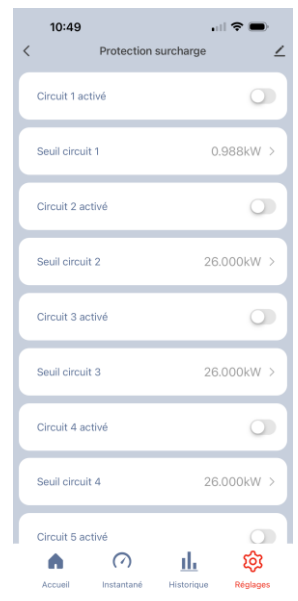 10:49
Protection surcharge
Circuit 1 activé
Seuil circuit 1 0.988kW >
Circuit 2 activé
Seuil circuit 2 26.000kW >
Circuit 3 activé
Seuil circuit 3 26.000kW >
Circuit 4 activé
Seuil circuit 4 26.000kW >
Circuit 5 activé
Accueil Instantané Historique Réglages